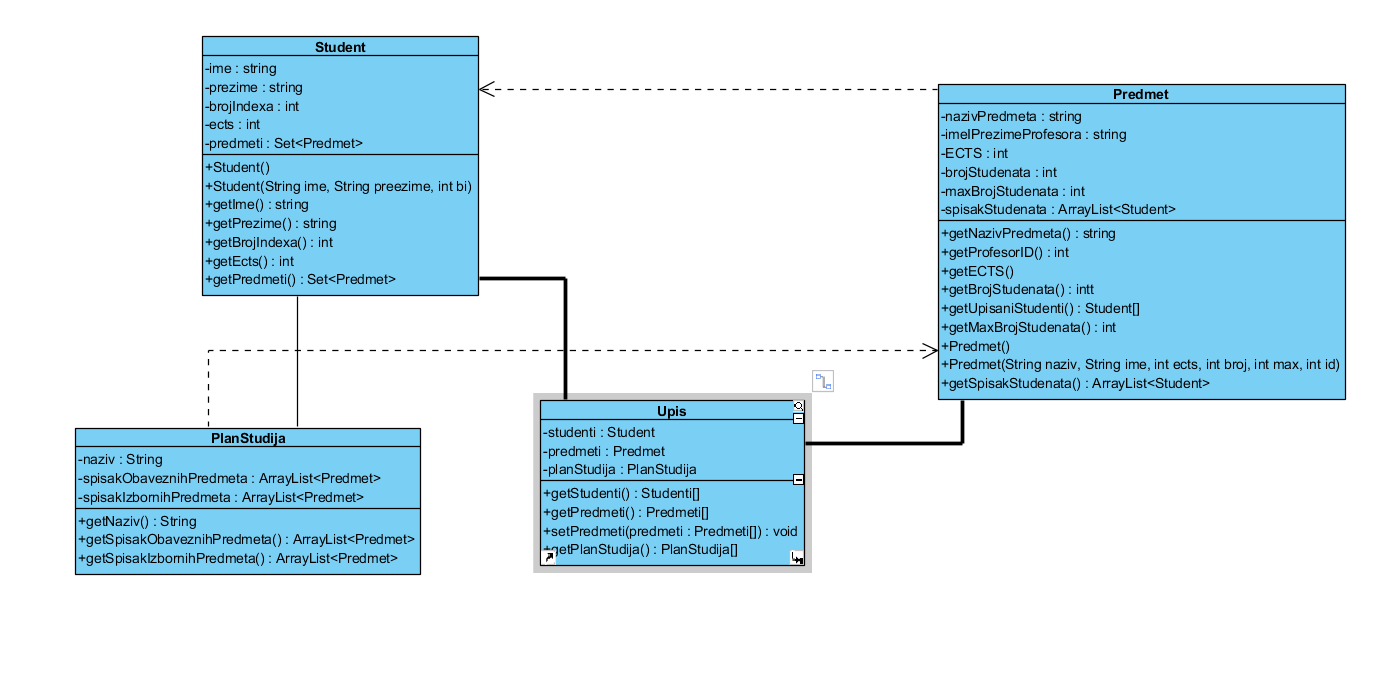 Student
-ime : string
-prezime : string
-brojIndexa : int
-ects : int
-predmeti : Set<Predmet>
+Student()
+Student(String ime, String preezime, int bi)
+getIme() : string
+getPrezime() : string
+getBrojIndexa() : int
+getEcts() : int
+getPredmeti() : Set<Predmet>
Predmet
-nazivPredmeta : string
-imeIPrezimeProfesora : string
-ECTS : int
-brojStudenata : int
-maxBrojStudenata : int
-spisakStudenata : ArrayList<Student>
+getNazivPredmeta() : string
+getProfesorID() : int
+getECTS()
+getBrojStudenata() : intt
+getUpisaniStudenti() : Student[]
+getMaxBrojStudenata() : int
+Predmet()
+Predmet(String naziv, String ime, int ects, int broj, int max, int id)
+getSpisakStudenata() : ArrayList<Student>
PlanStudija
-naziv : String
-spisakObaveznihPredmeta : ArrayList<Predmet>
-spisakIzbornihPredmeta : ArrayList<Predmet>
+getNaziv() : String
+getSpisakObaveznihPredmeta() : ArrayList<Predmet>
+getSpisakIzbornihPredmeta() : ArrayList<Predmet>
Upis
-studenti : Student
-predmeti : Predmet
-planStudija : PlanStudija
+getStudenti() : Studenti[]
+getPredmeti() : Predmeti[]
+setPredmeti(predmeti : Predmeti[]) : void
+getPlanStudija() : PlanStudija[]